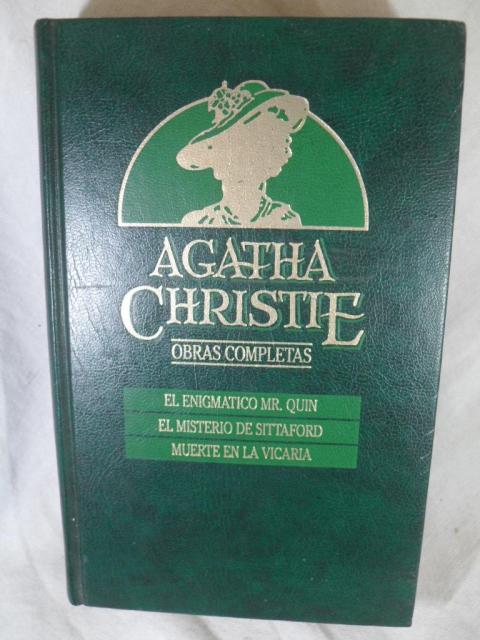 AGATHA
CHRISTIE
OBRAS COMPLETAS
EL ENIGMATICO MR. QUIN
EL MISTERIO DE SITTAFORD
MUERTE EN LA VICARIA